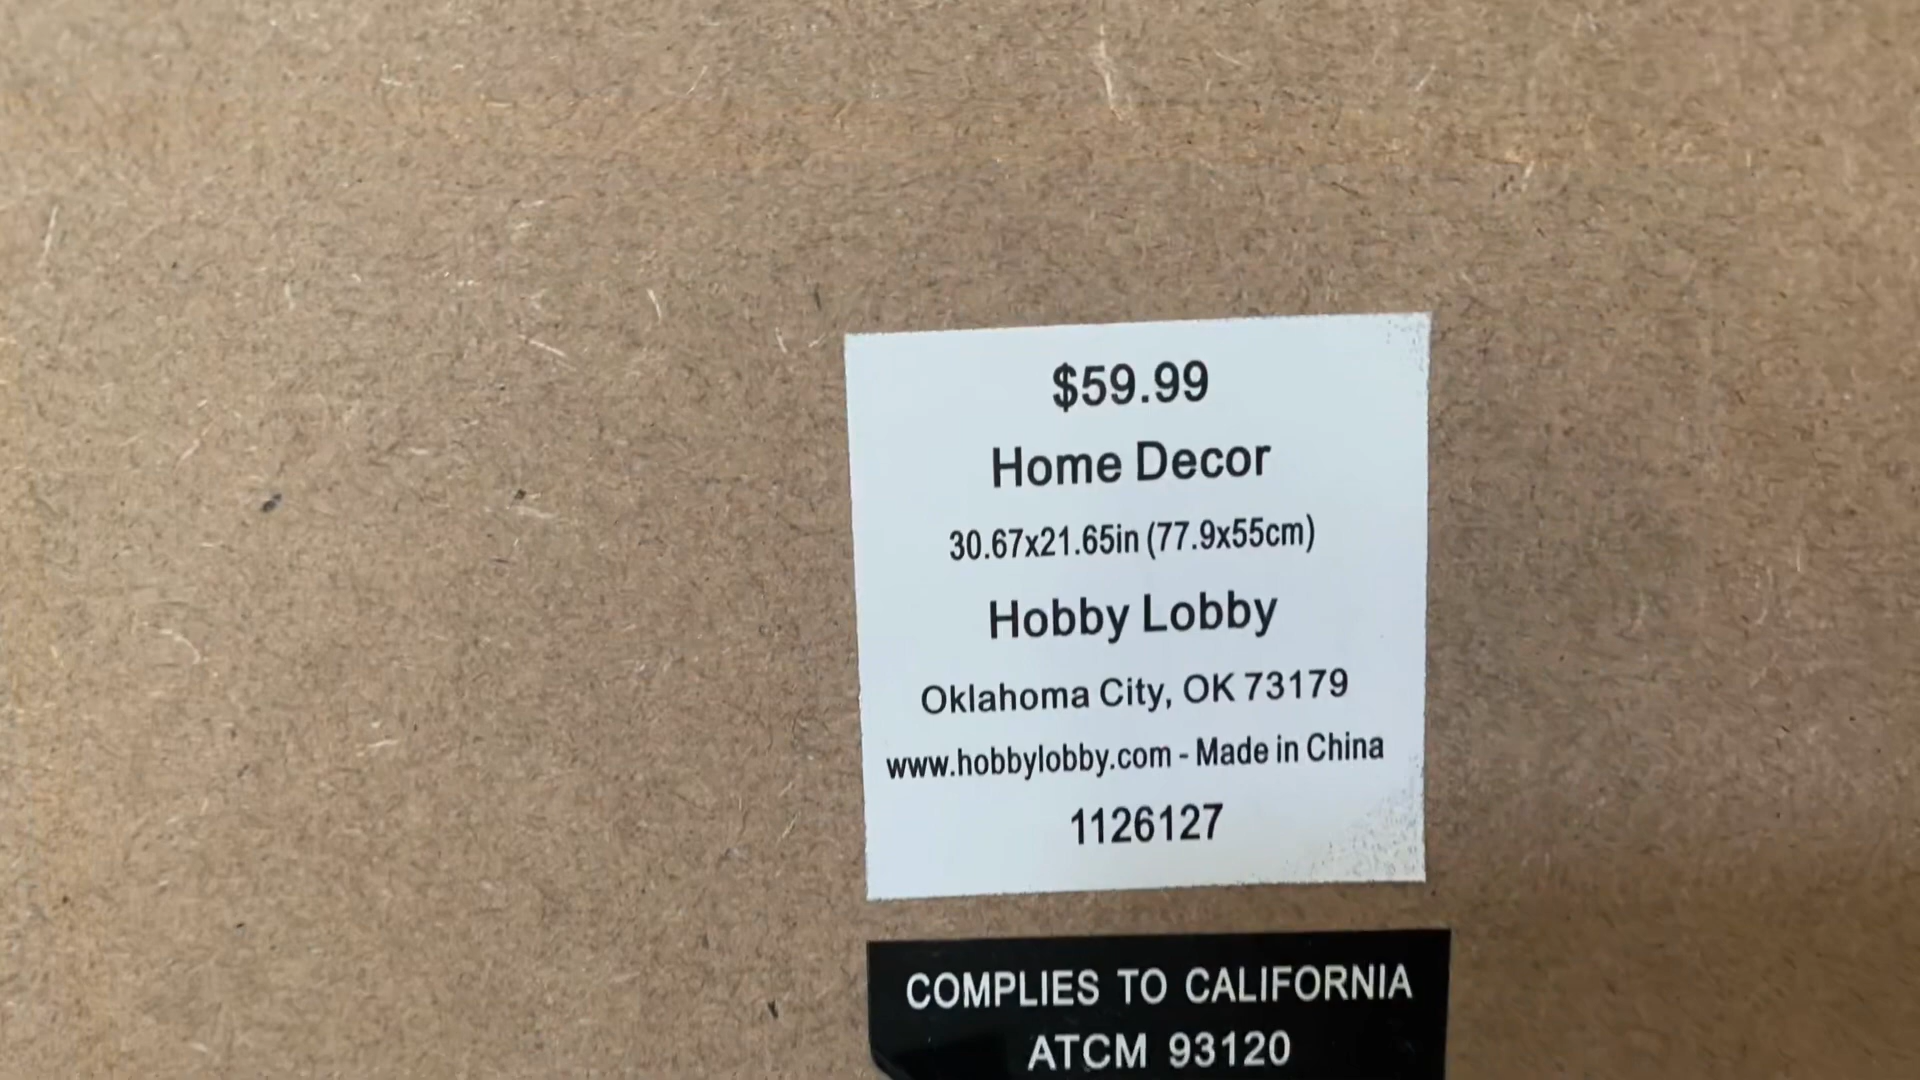 $59.99
Home Decor
30.67x21.65in (77.9x55cm)
Hobby Lobby
Oklahoma City, OK 73179
www.hobbylobby.com - Made in China
1126127
COMPLIES TO CALIFORNIA
ATCM 93120